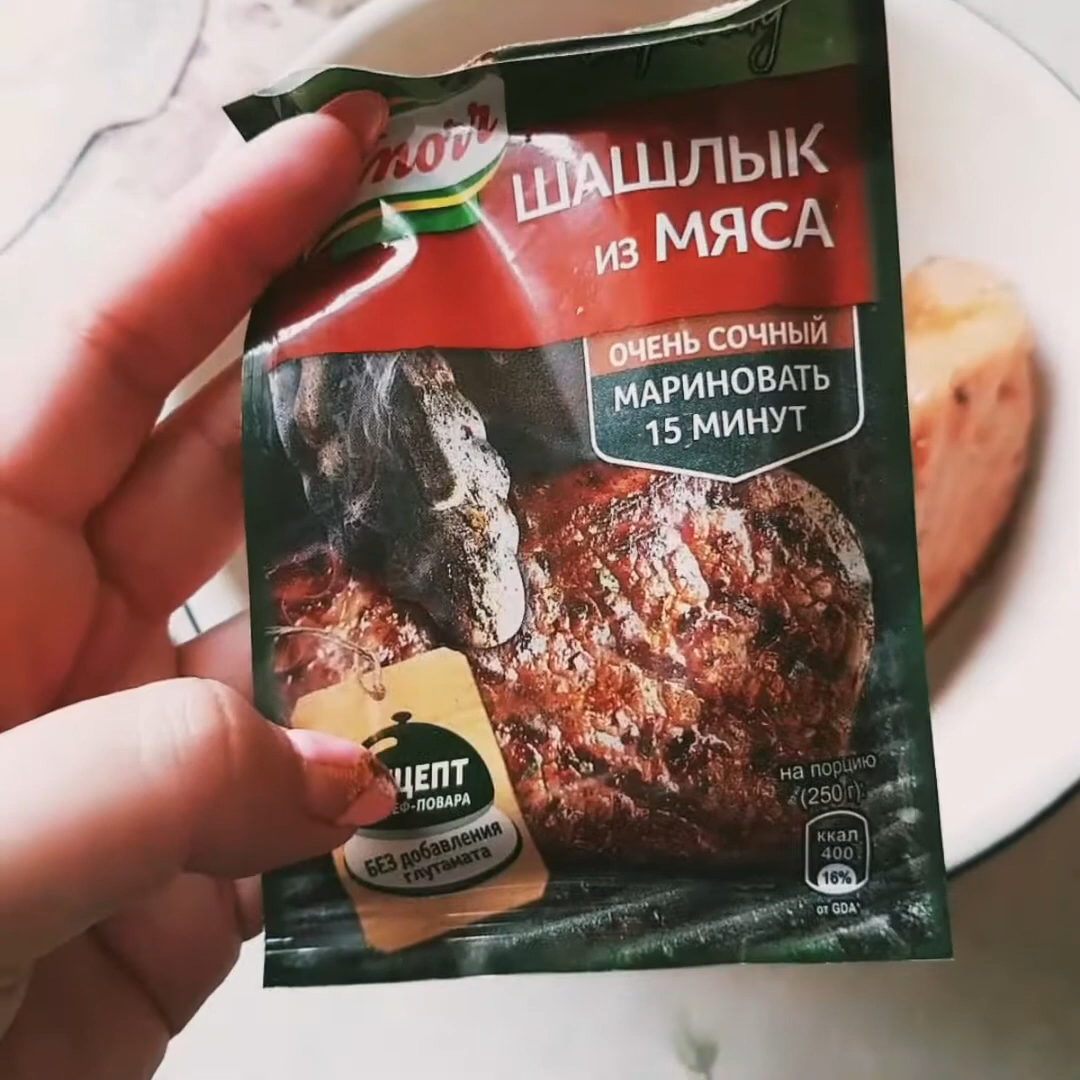 ШАШЛЫК
ИЗ МЯСА
ОЧЕНЬ СОЧНЫЙ
МАРИНОВАТЬ
15 МИНУТ
БЕЗ добавления
глутамата
на порцию
(250 г):
ккал
400
16%
от GDA*